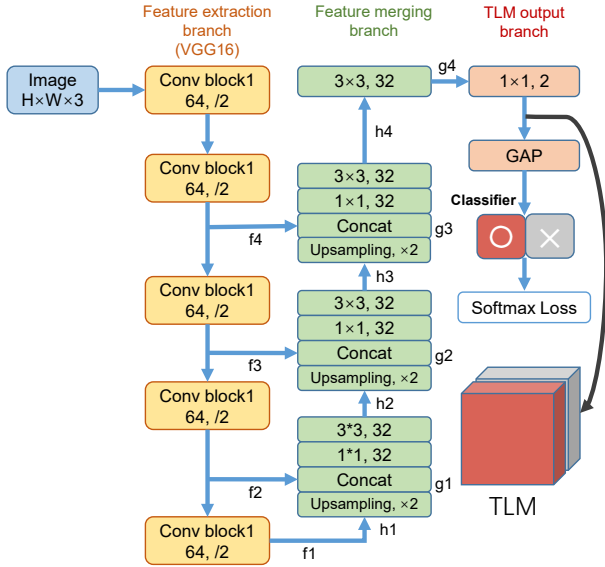 Feature extraction
branch
(VGG16)
Feature merging
branch
TLM output
branch
Image
H×W×3
Conv block1
64, /2
3×3, 32
g4
1×1, 2
h4
GAP
Conv block1
64, /2
3×3, 32
1×1, 32
Concat
Upsampling, ×2
g3
f4
Classifier
h3
Softmax Loss
Conv block1
64, /2
3×3, 32
1×1, 32
Concat
Upsampling, ×2
g2
f3
h2
Conv block1
64, /2
3*3, 32
1*1, 32
Concat
Upsampling, ×2
g1
f2
TLM
h1
Conv block1
64, /2
f1